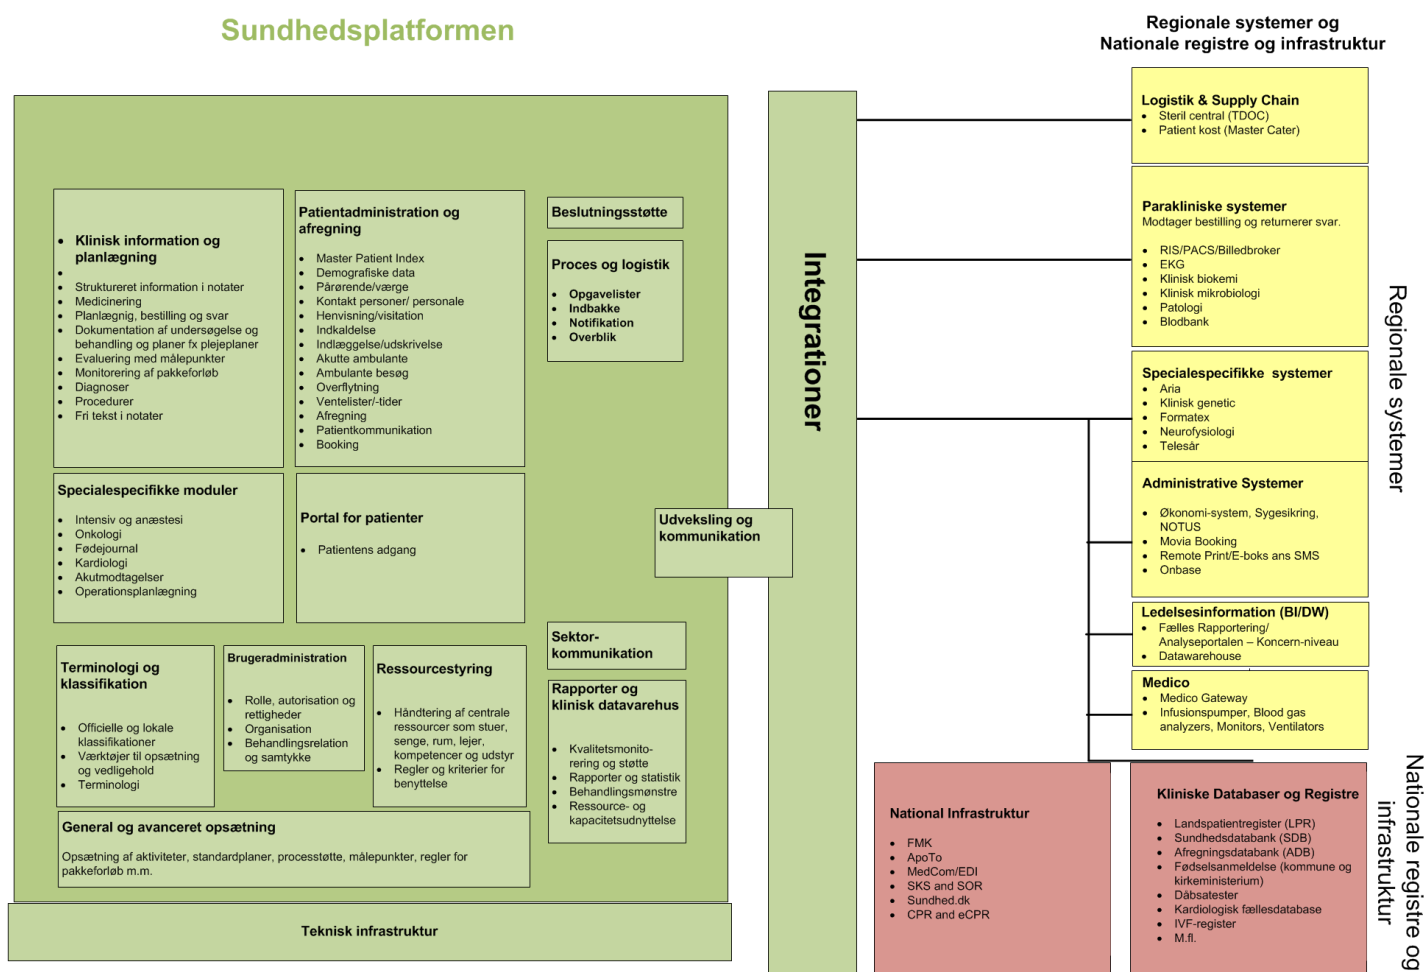 Sundhedsplatformen
Regionale systemer og
Nationale registre og infrastruktur
Klinisk information og
planlægning
Struktureret information i notater
Medicinering
Planlægnig, bestilling og svar
Dokumentation af undersøgelse og
behandling og planer fx plejeplaner
Evaluering med målepunkter
Monitorering af pakkeforløb
Diagnoser
Procedurer
Fri tekst i notater
Patientadministration og
afregning
Master Patient Index
Demografiske data
Pårørende/værge
Kontakt personer/ personale
Henvisning/visitation
Indkaldelse
Indlæggelse/udskrivelse
Akutte ambulante
Ambulante besøg
Overflytning
Ventelister/-tider
Afregning
Patientkommunikation
Booking
Beslutningsstøtte
Proces og logistik
Opgavelister
Indbakke
Notifikation
Overblik
Specialespecifikke moduler
Intensiv og anæstesi
Onkologi
Fødejournal
Kardiologi
Akutmodtagelser
Operationsplanlægning
Portal for patienter
Patientens adgang
Udveksling og
kommunikation
Sektor-
kommunikation
Terminologi og
klassifikation
Officielle og lokale
klassifikationer
Værktøjer til opsætning
og vedligehold
Terminologi
Brugeradministration
Rolle, autorisation og
rettigheder
Organisation
Behandlingsrelation
og samtykke
Ressourcestyring
Håndtering af centrale
ressourcer som stuer,
senge, rum, lejer,
kompetencer og udstyr
Regler og kriterier for
benyttelse
Rapporter og
klinisk datavarehus
Kvalitetsmonito-
rering og støtte
Rapporter og statistik
Behandlingsmønstre
Ressource- og
kapacitetsudnyttelse
General og avanceret opsætning
Opsætning af aktiviteter, standardplaner, processtøtte, målepunkter, regler for
pakkeforløb m.m.
Teknisk infrastruktur
Integrationer
Logistik & Supply Chain
Steril central (TDOC)
Patient kost (Master Cater)
Parakliniske systemer
Modtager bestilling og returnerer svar.
RIS/PACS/Billedbroker
EKG
Klinisk biokemi
Klinisk mikrobiologi
Patologi
Blodbank
Specialespecifikke systemer
Aria
Klinisk genetic
Formatex
Neurofysiologi
Telesår
Administrative Systemer
Økonomi-system, Sygesikring,
NOTUS
Movia Booking
Remote Print/E-boks ans SMS
Onbase
Ledelsesinformation (BI/DW)
Fælles Rapportering/
Analyseportalen – Koncern-niveau
Datawarehouse
Medico
Medico Gateway
Infusionspumper, Blood gas
analyzers, Monitors, Ventilators
Regionale systemer
National Infrastruktur
FMK
ApoTo
MedCom/EDI
SKS and SOR
Sundhed.dk
CPR and eCPR
Kliniske Databaser og Registre
Landspatientregister (LPR)
Sundhedsdatabank (SDB)
Afregningsdatabank (ADB)
Fødselsanmeldelse (kommune og
kirkeministerium)
Dåbsatester
Kardiologisk fællesdatabase
IVF-register
M.fl.
Nationale registre og
infrastruktur